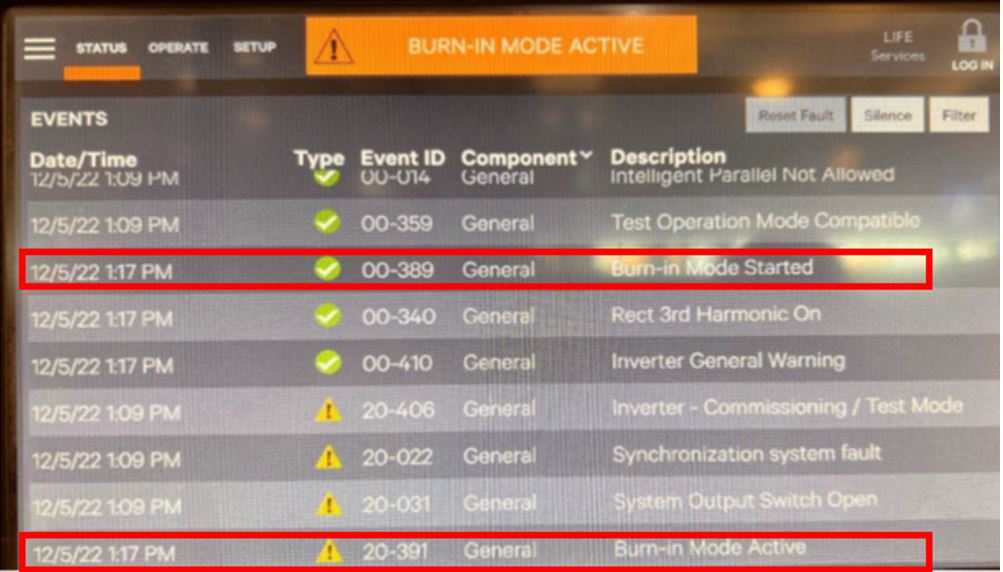 STATUS OPERATE SETUP BURN-IN MODE ACTIVE LIFE Services LOG IN
EVENTS Reset Fault Silence Filter
Date/Time Type Event ID Component Description
12/5/22 1:09 PM 00-014 General Intelligent Parallel Not Allowed
12/5/22 1:09 PM 00-359 General Test Operation Mode Compatible
12/5/22 1:17 PM 00-389 General Burn-in Mode Started
12/5/22 1:17 PM 00-340 General Rect 3rd Harmonic On
12/5/22 1:17 PM 00-410 General Inverter General Warning
12/5/22 1:09 PM 20-406 General Inverter - Commissioning / Test Mode
12/5/22 1:09 PM 20-022 General Synchronization system fault
12/5/22 1:09 PM 20-031 General System Output Switch Open
12/5/22 1:17 PM 20-391 General Burn-in Mode Active